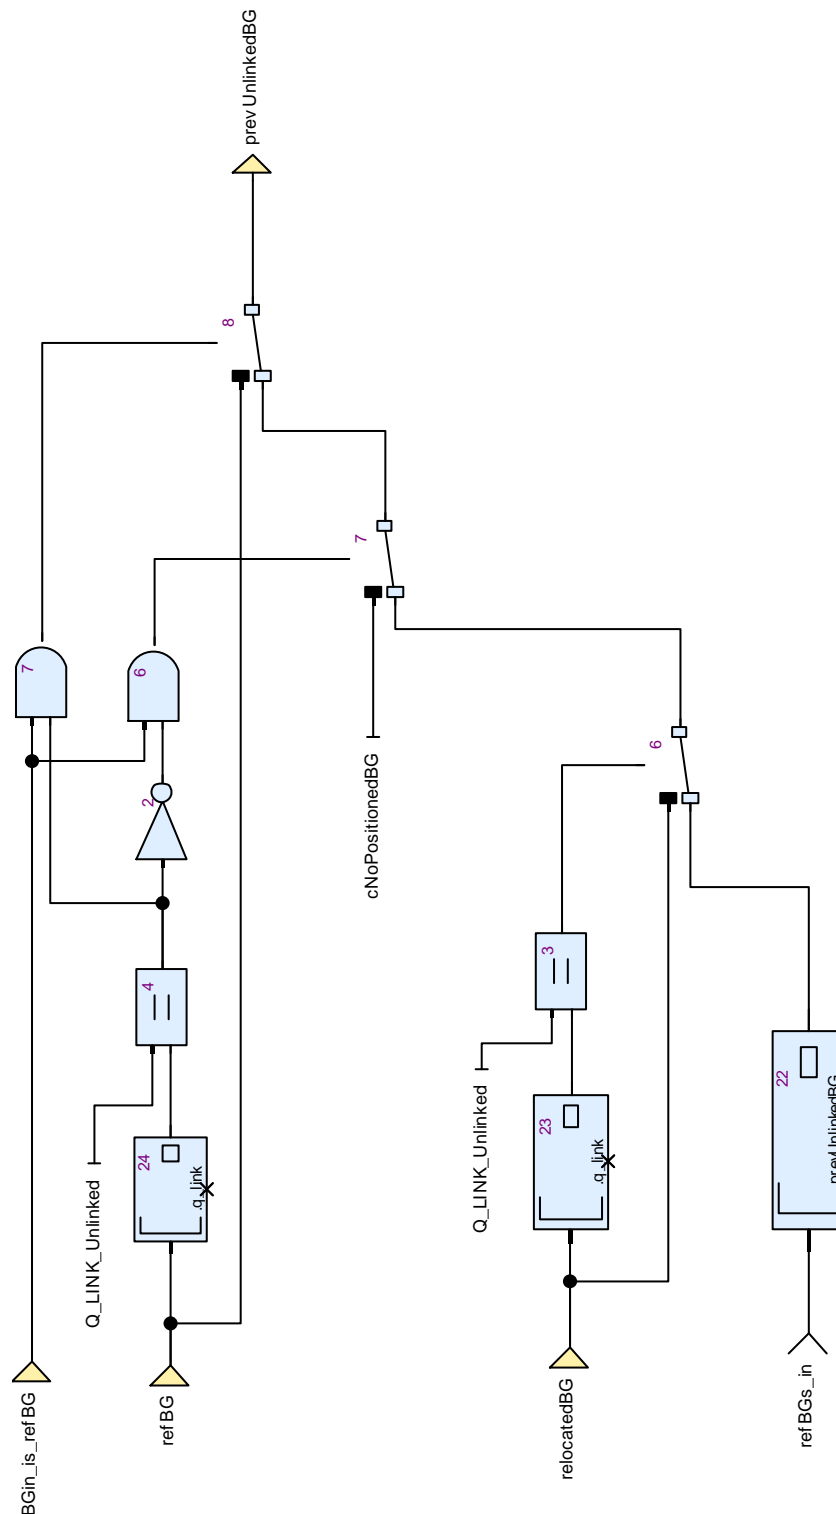 prevUnlinkedBG
8
7
7
6
6
cNoPositionedBG
2
4
3
Q_LINK_Unlinked
24
.q_link
Q_LINK_Unlinked
23
.q_link
22
prevUnlinkedBG
BGin_is_refBG
refBG
relocatedBG
refBGs_in